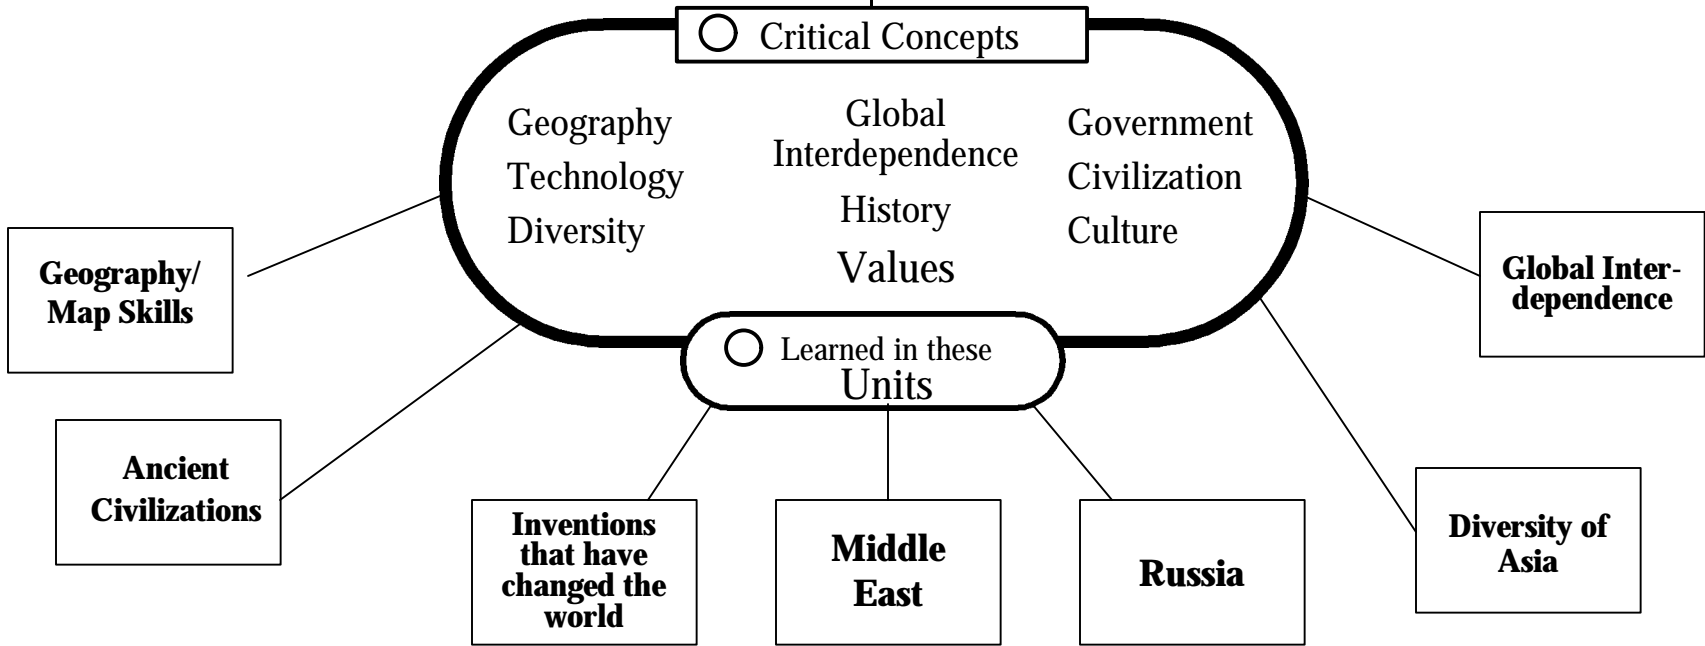 Critical Concepts
Geography
Technology
Diversity
Global
Interdependence
History
Values
Government
Civilization
Culture
Learned in these
Units
Geography/
Map Skills
Ancient
Civilizations
Inventions
that have
changed the
world
Middle
East
Russia
Diversity of
Asia
Global Inter-
dependence